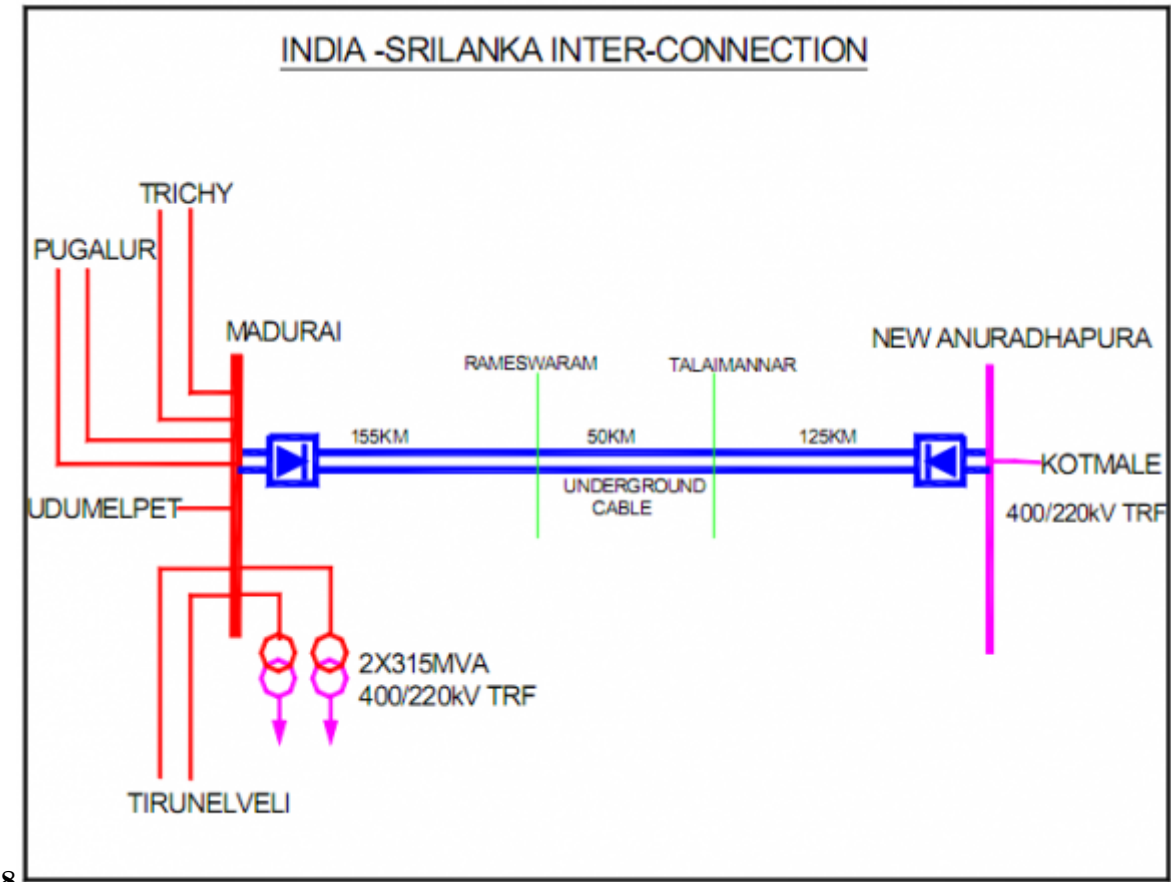 INDIA -SRILANKA INTER-CONNECTION
TRICHY
PUGALUR
MADURAI
NEW ANURADHAPURA
RAMESWARAM
TALAIMANNAR
155KM
50KM
125KM
KOTMALE
UNDERGROUND
CABLE
UDUMELPET
400/220kV TRF
2X315MVA
400/220kV TRF
TIRUNELVELI
8